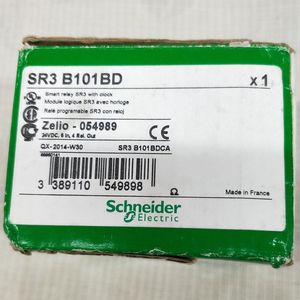 SR3 B101BD
x 1
Smart relay SR3 with clock
Module logique SR3 avec horloge
Relé programable SR3 con reloj
Zelio - 054989
24VDC, 6 In, 4 Rel. Out
CE
QX-2014-W30
SR3 B101BDCA
3 389110 549898
Made in France
Schneider
Electric